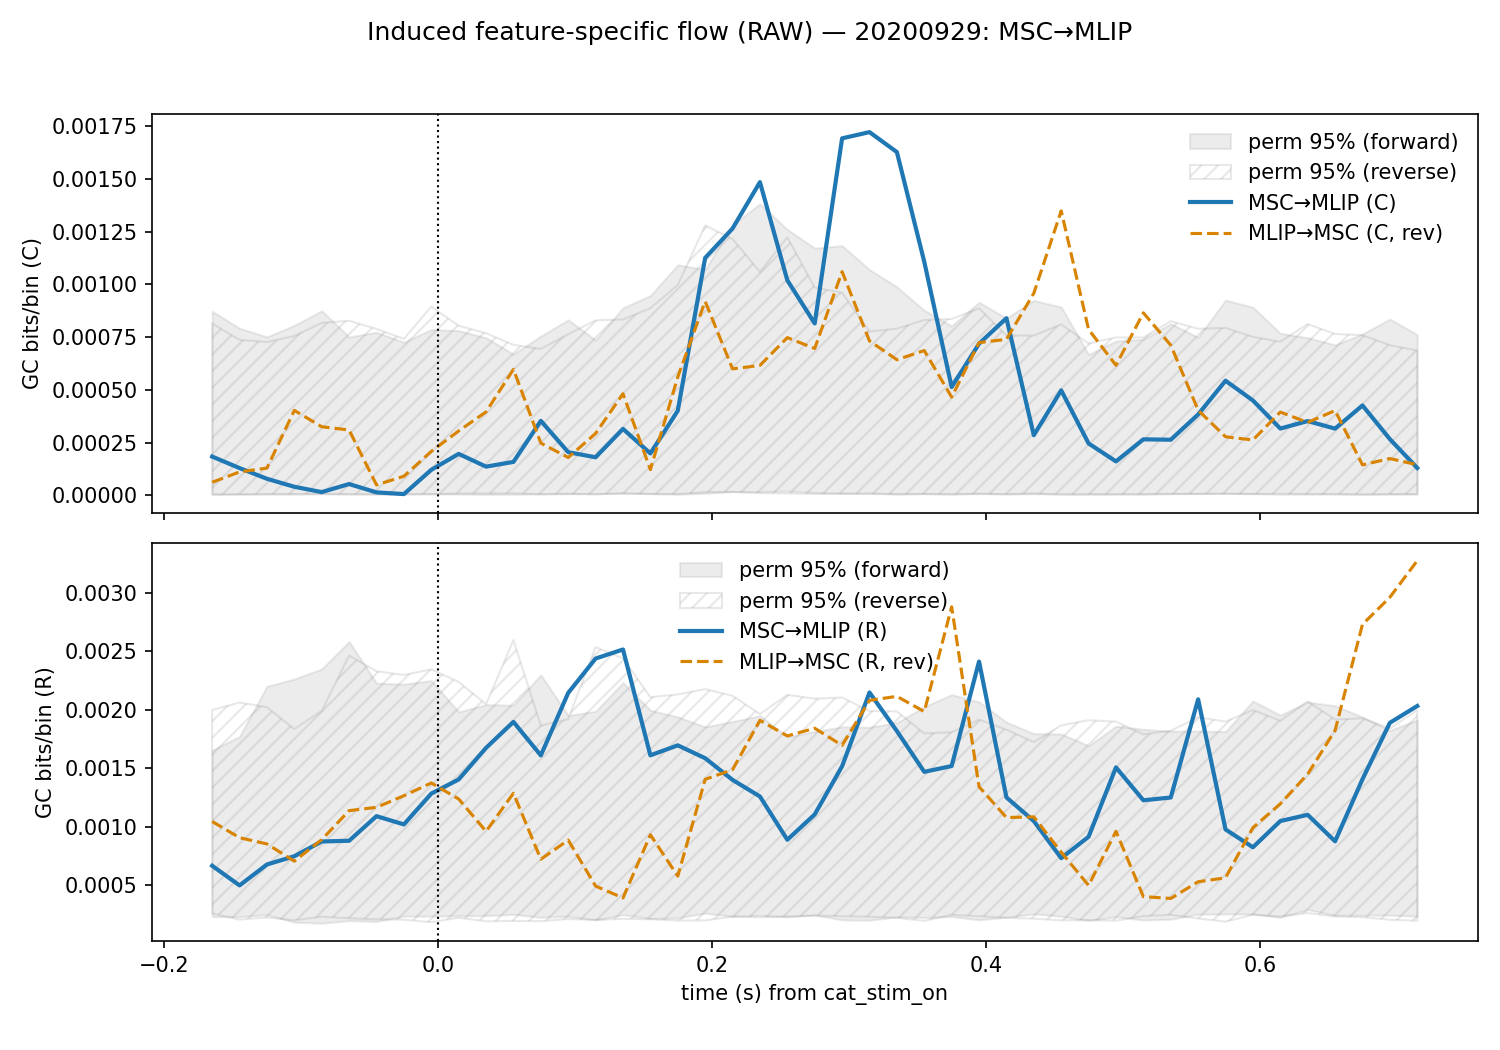 Induced feature-specific flow (RAW) — 20200929: MSC→MLIP
GC bits/bin (C)
0.00175
0.00150
0.00125
0.00100
0.00075
0.00050
0.00025
0.00000
perm 95% (forward)
perm 95% (reverse)
MSC→MLIP (C)
MLIP→MSC (C, rev)
GC bits/bin (R)
0.0030
0.0025
0.0020
0.0015
0.0010
0.0005
perm 95% (forward)
perm 95% (reverse)
MSC→MLIP (R)
MLIP→MSC (R, rev)
−0.2
0.0
0.2
0.4
0.6
time (s) from cat_stim_on